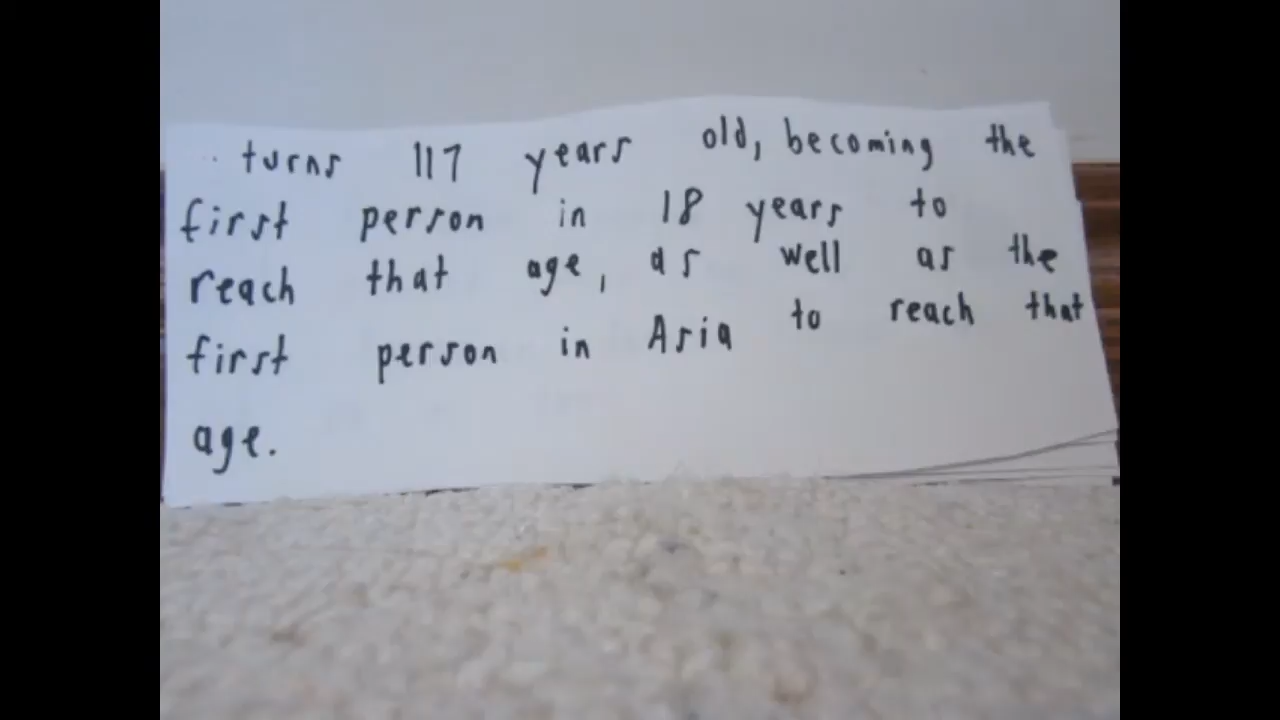 turns 117 years old, becoming the
first person in 18 years to
reach that age, as well as the
first person in Asia to reach that
age.